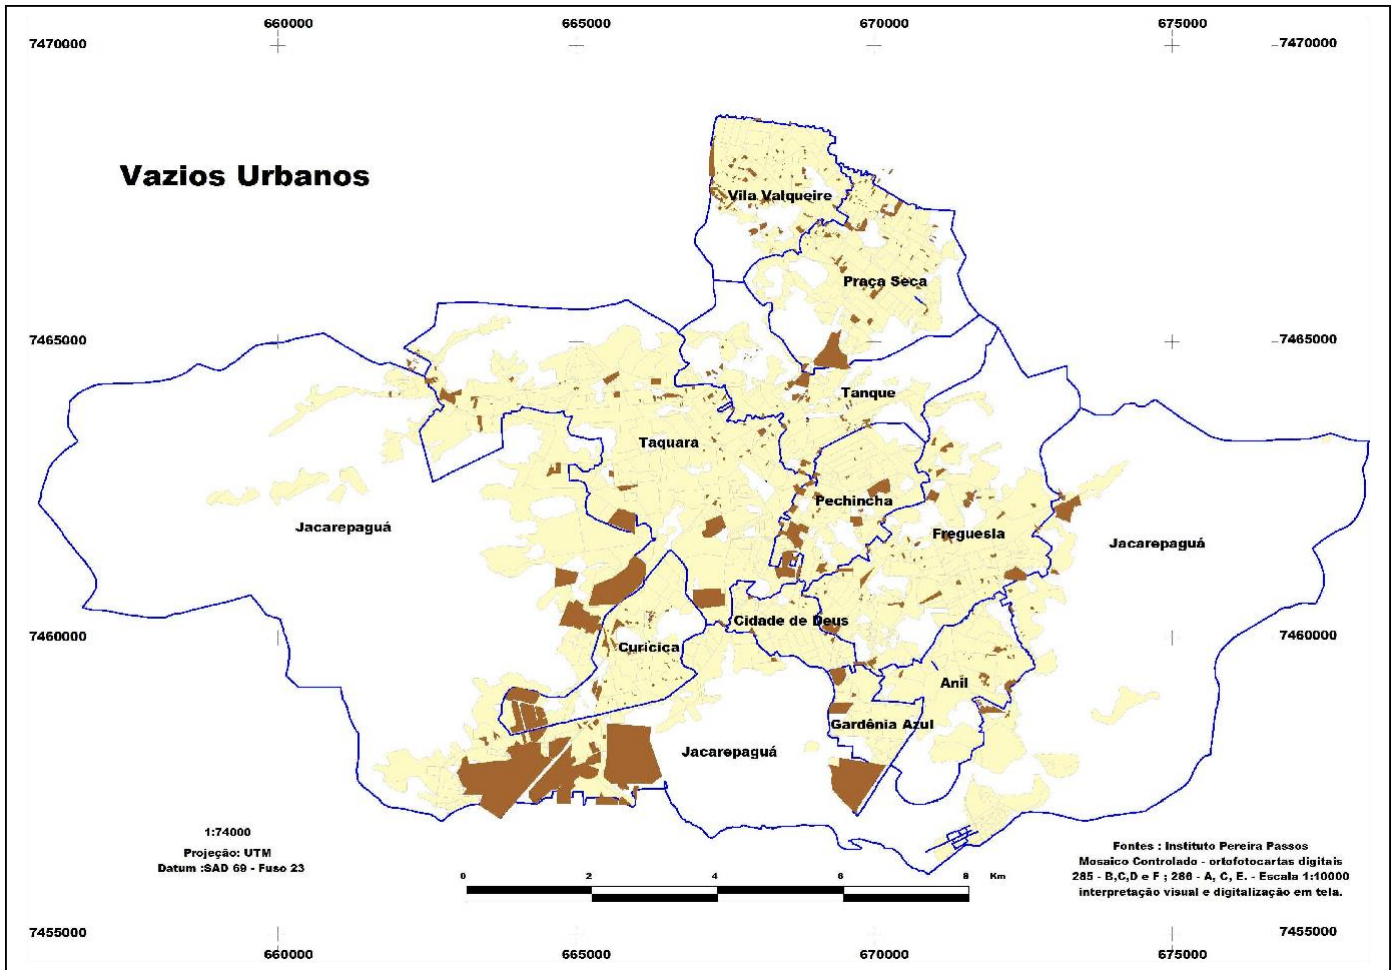 660000 665000 670000 675000
7470000 7470000
Vazios Urbanos
Vila Valqueire
Praça Seca
7465000 7465000
Tanque
Taquara
Pechincha
Jacarepaguá
Freguesia
Jacarepaguá
Cidade de Deus
7460000 7460000
Curicica
Anil
Gardênia Azul
Jacarepaguá
1:74000
Projeção: UTM
Datum :SAD 69 - Fuso 23
0 2 4 6 8 Km
Fontes : Instituto Pereira Passos
Mosaico Controlado - ortofotocartas digitais
285 - B,C,D e F ; 286 - A, C, E. - Escala 1:10000
interpretação visual e digitalização em tela.
7455000 7455000
660000 665000 670000 675000